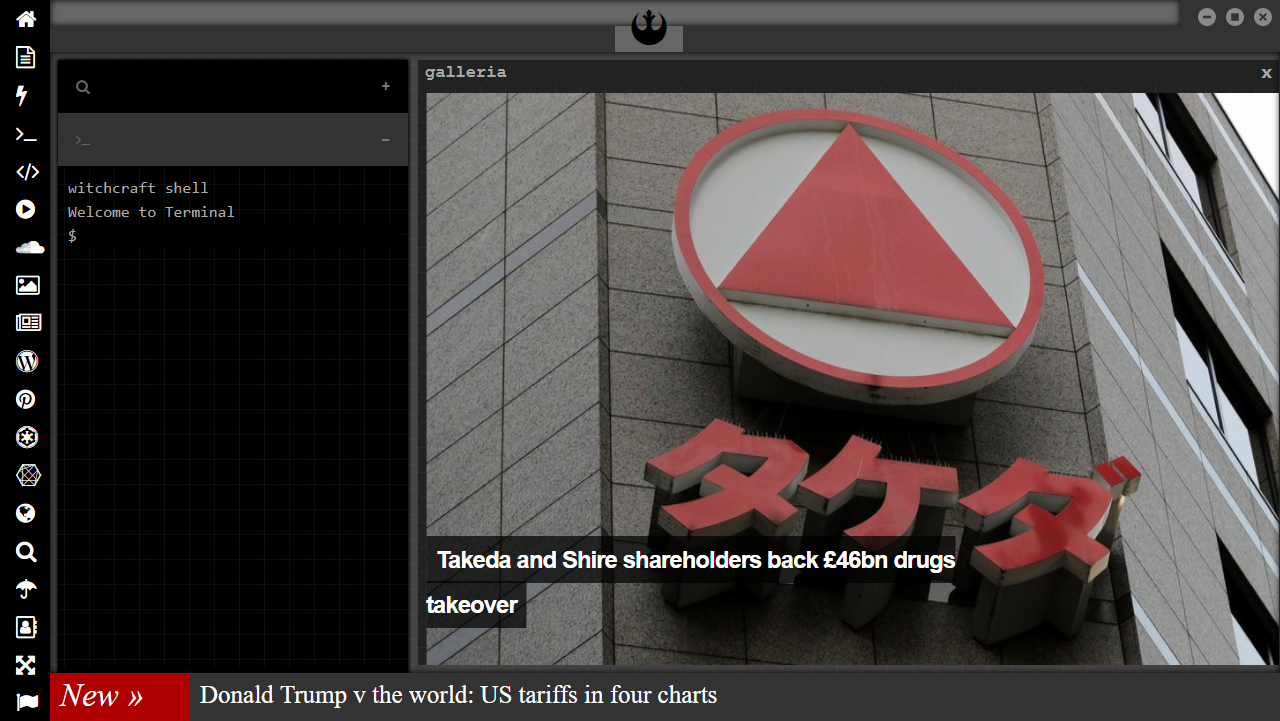 galleria
x
witchcraft shell
Welcome to Terminal
$
タケダ
Takeda and Shire shareholders back £46bn drugs
takeover
New »
Donald Trump v the world: US tariffs in four charts